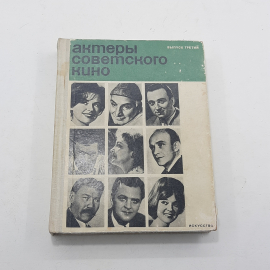 актеры
советского
кино
выпуск третий
искусство